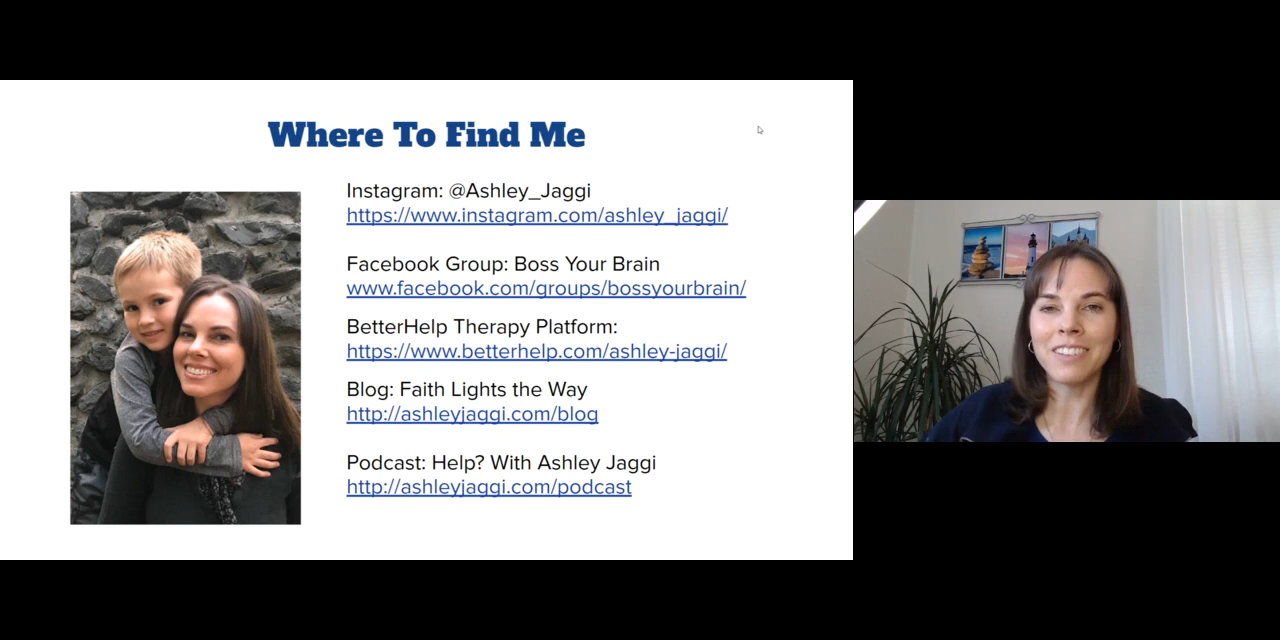 Where To Find Me
Instagram: @Ashley_Jaggi
https://www.instagram.com/ashley_jaggi/
Facebook Group: Boss Your Brain
www.facebook.com/groups/bossyourbrain/
BetterHelp Therapy Platform:
https://www.betterhelp.com/ashley-jaggi/
Blog: Faith Lights the Way
http://ashleyjaggi.com/blog
Podcast: Help? With Ashley Jaggi
http://ashleyjaggi.com/podcast